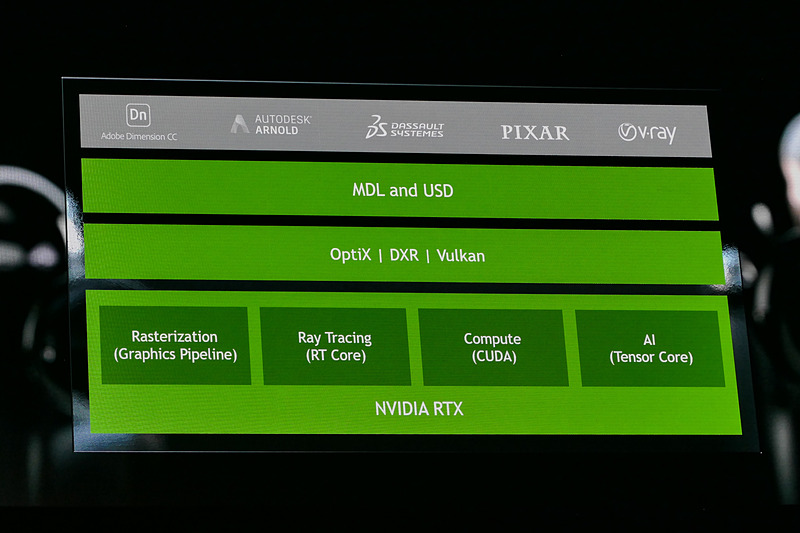 Dn
Adobe Dimension CC
AUTODESK®
ARNOLD
DASSAULT
SYSTEMES
PIXAR
v·ray
MDL and USD
OptiX | DXR | Vulkan
Rasterization
(Graphics Pipeline)
Ray Tracing
(RT Core)
Compute
(CUDA)
AI
(Tensor Core)
NVIDIA RTX